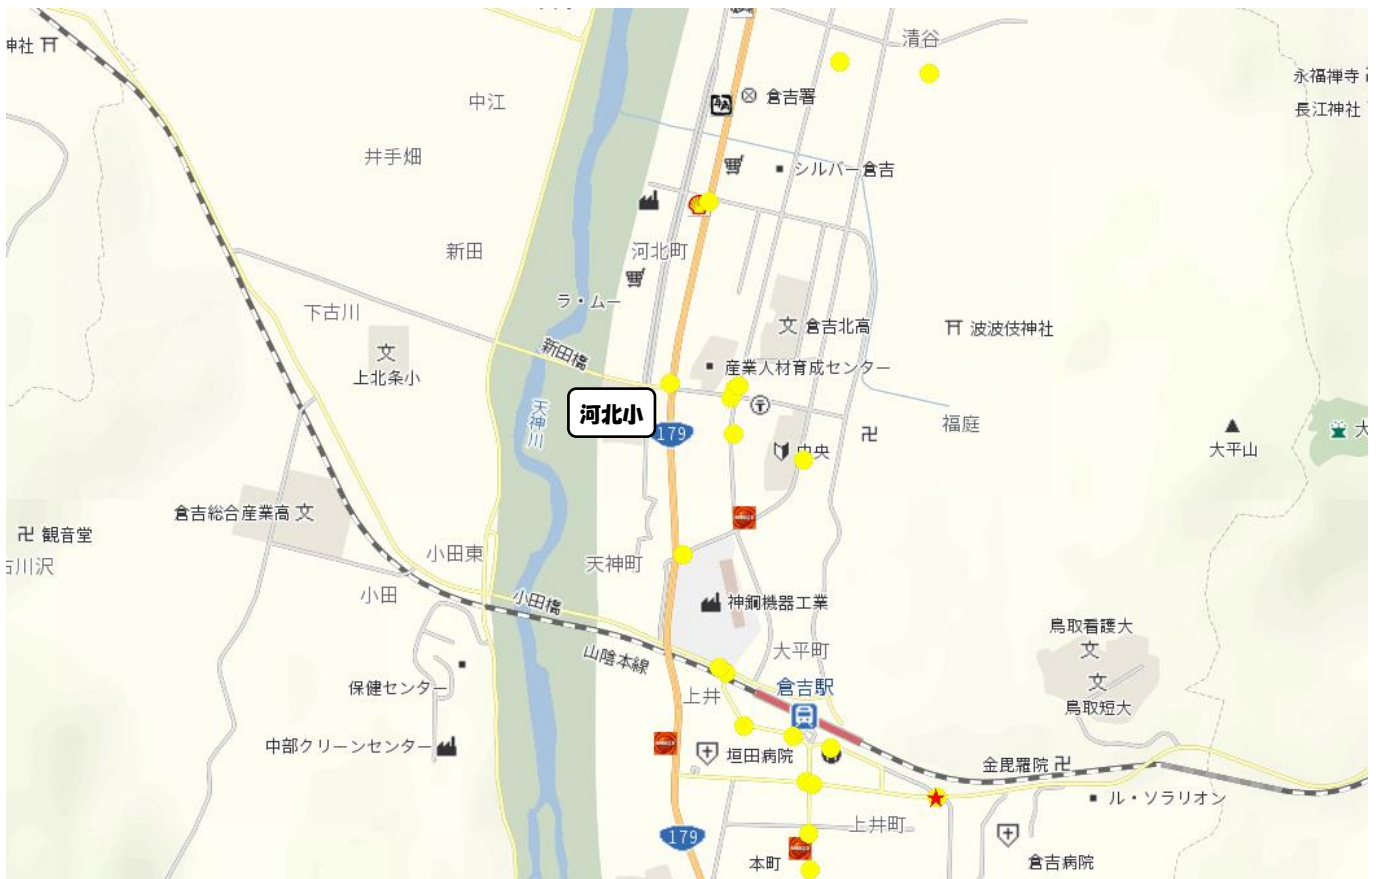 清谷
申社
永福禅寺
中江
倉吉署
長江神社
井手畑
シルバー倉吉
新田
河北町
ラ・ムー
下古川
倉吉北高
波波伎神社
新田橋
上北条小
産業人材育成センター
河北小
天神川
179
福庭
大
中央
大平山
倉吉総合産業高
観音堂
古川沢
小田東
天神町
小田
小田橋
神鋼機器工業
鳥取看護大
山陰本線
大平町
保健センター
上井
倉吉駅
鳥取短大
中部クリーンセンター
垣田病院
金毘羅院
ル・ソラリオン
上井町
179
本町
倉吉病院